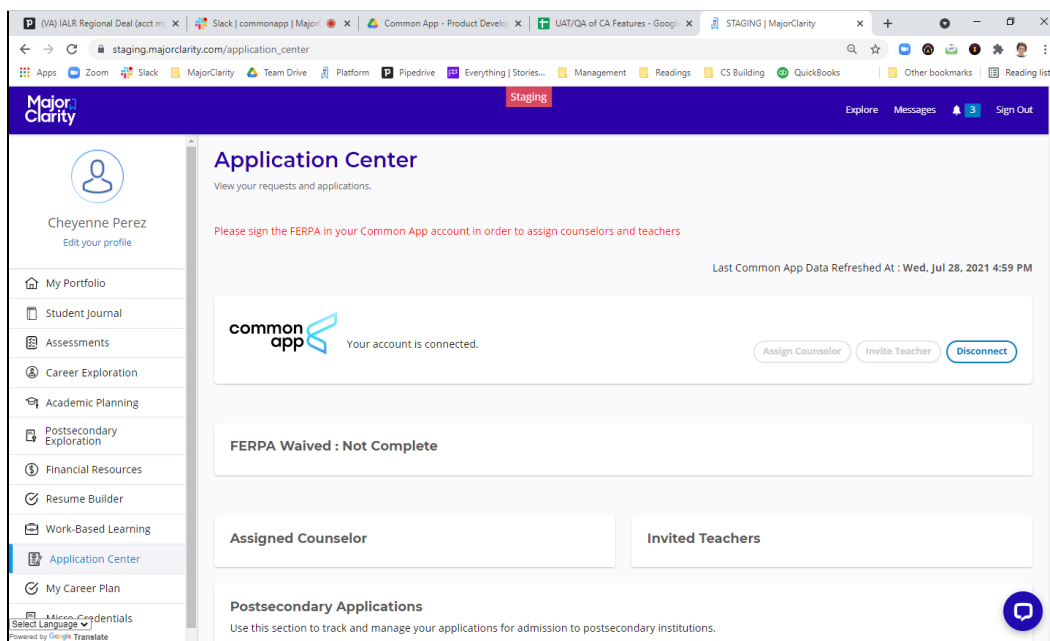 (VA) IALR Regional Deal (acct m
Slack | commonapp | Major
Common App - Product Develo
UAT/QA of CA Features - Googl
STAGING | MajorClarity
staging.majorclarity.com/application_center
Apps Zoom Slack MajorClarity Team Drive Platform Pipedrive Everything | Stories... Management Readings CS Building QuickBooks Other bookmarks Reading list
Major Clarity
Staging
Explore Messages 3 Sign Out
Cheyenne Perez
Edit your profile
My Portfolio
Student Journal
Assessments
Career Exploration
Academic Planning
Postsecondary
Exploration
Financial Resources
Resume Builder
Work-Based Learning
Application Center
My Career Plan
Micro-Credentials
Select Language
Powered by Google Translate
Application Center
View your requests and applications.
Please sign the FERPA in your Common App account in order to assign counselors and teachers
Last Common App Data Refreshed At : Wed, Jul 28, 2021 4:59 PM
common
app
Your account is connected.
Assign Counselor Invite Teacher Disconnect
FERPA Waived : Not Complete
Assigned Counselor
Invited Teachers
Postsecondary Applications
Use this section to track and manage your applications for admission to postsecondary institutions.